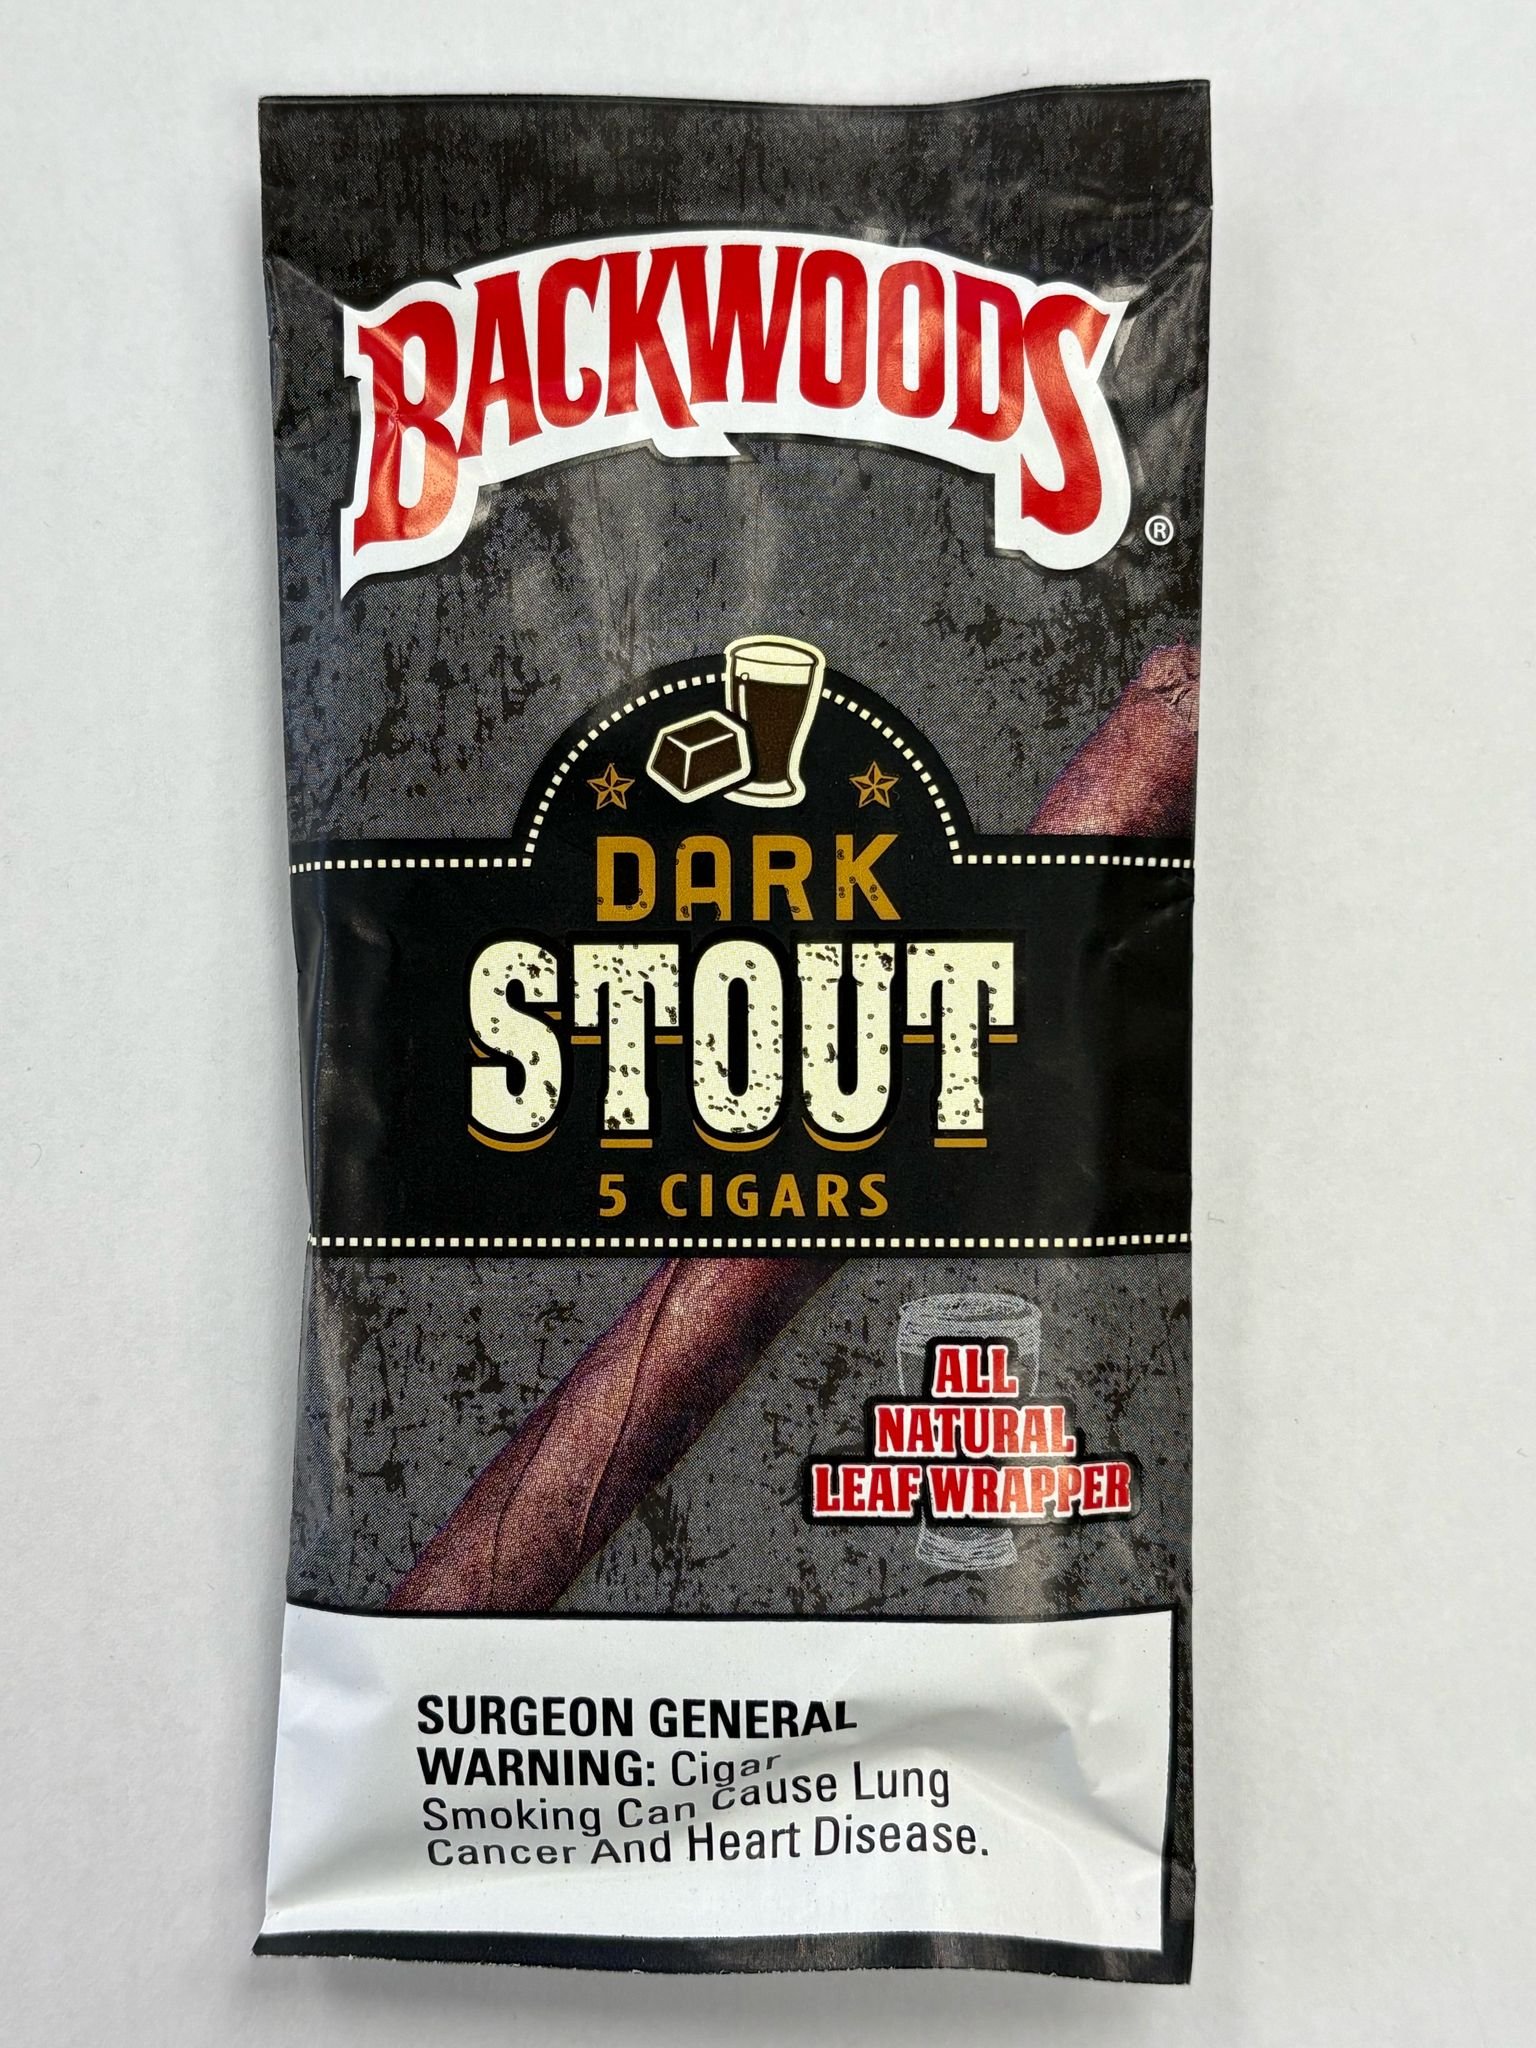 BACKWOODS®
DARK
STOUT
5 CIGARS
ALL
NATURAL
LEAF WRAPPER
SURGEON GENERAL
WARNING: Cigar
Smoking Can Cause Lung
Cancer And Heart Disease.